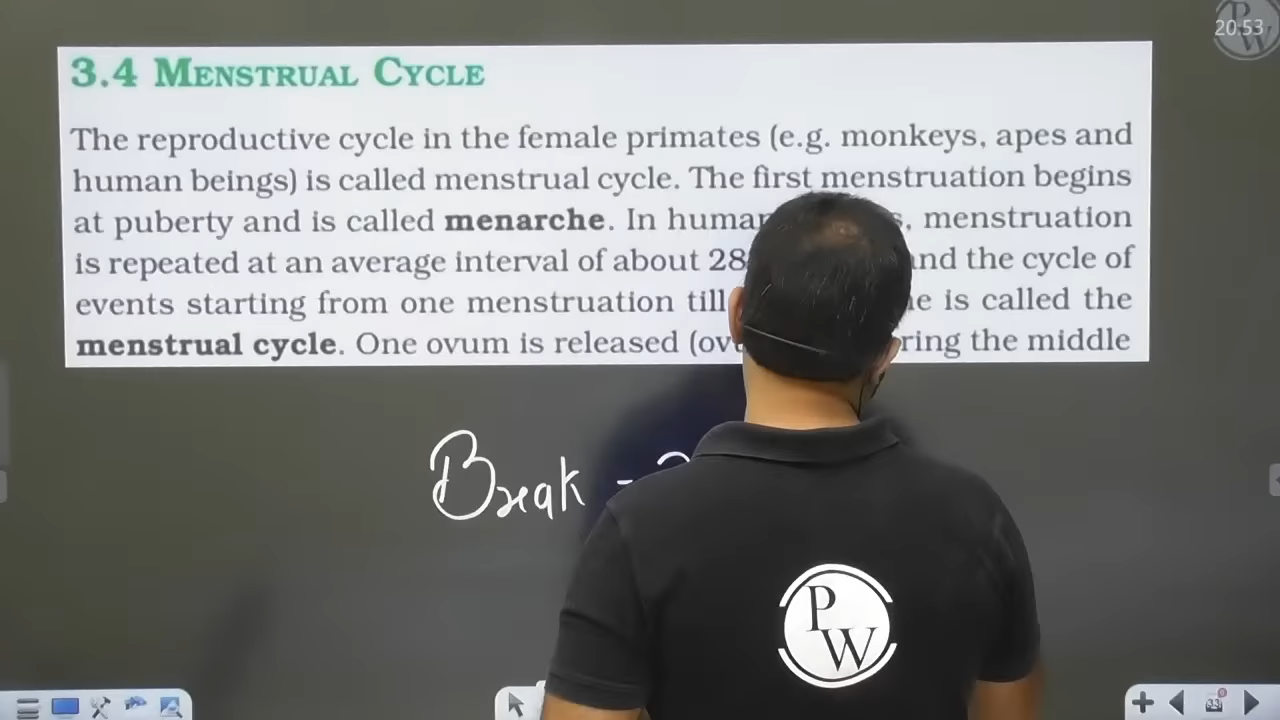 20:53
PW
3.4 MENSTRUAL CYCLE
The reproductive cycle in the female primates (e.g. monkeys, apes and
human beings) is called menstrual cycle. The first menstruation begins
at puberty and is called menarche. In , menstruation
is repeated at an average interval of about 28 the cycle of
events starting from one menstruation till is called the
menstrual cycle. One ovum is released the middle
Break -
PW